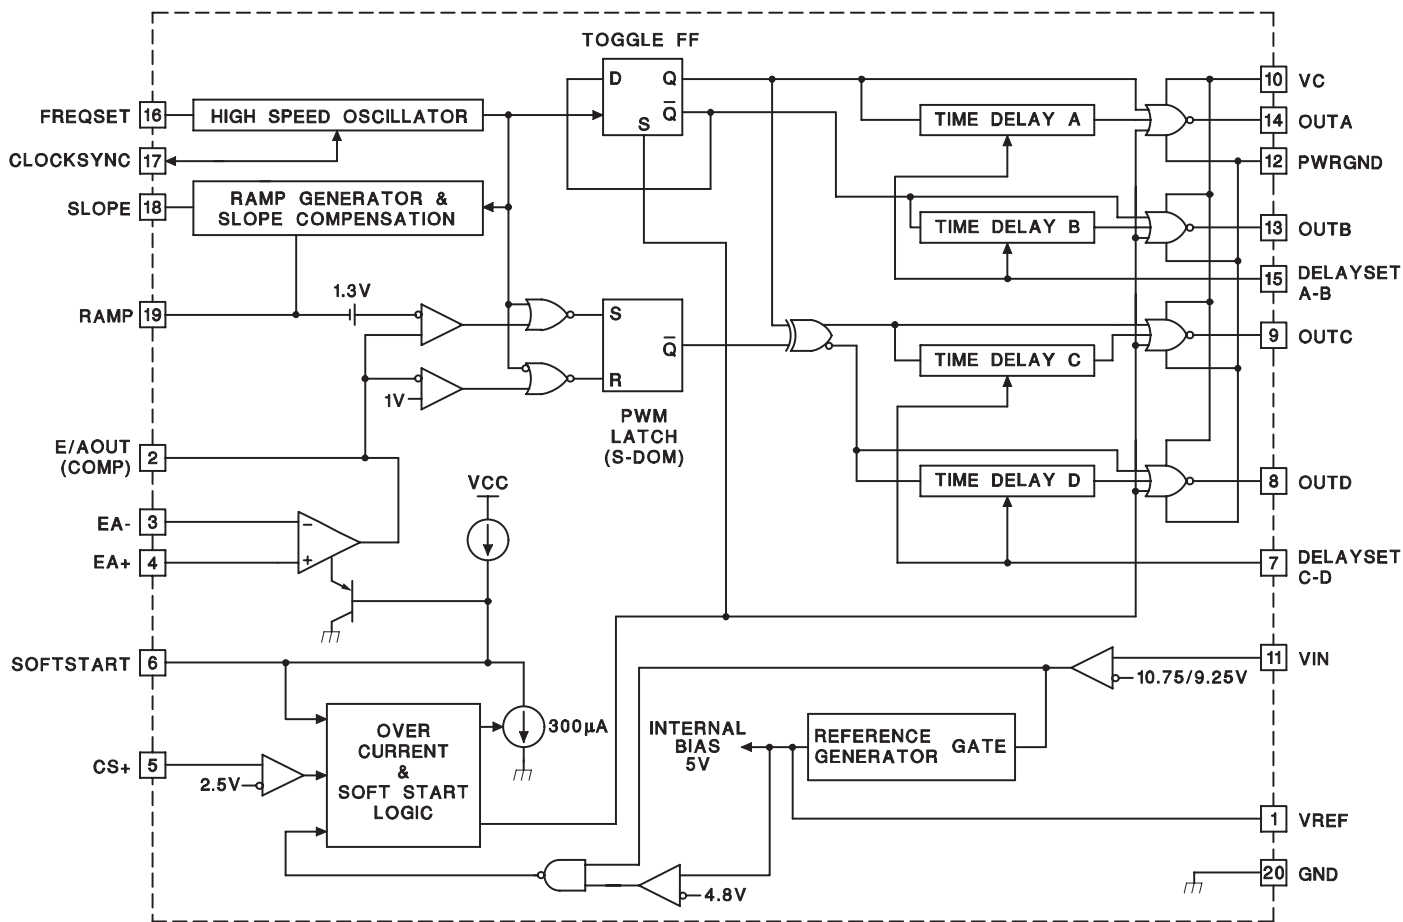 TOGGLE FF
D
Q
Q̅
S
FREQSET
16
HIGH SPEED OSCILLATOR
CLOCKSYNC
17
SLOPE
18
RAMP GENERATOR &
SLOPE COMPENSATION
RAMP
19
1.3V
1V
S
Q̅
R
PWM
LATCH
(S-DOM)
E/AOUT
(COMP)
2
EA-
3
−
EA+
4
+
VCC
SOFTSTART
6
CS+
5
2.5V
OVER
CURRENT
&
SOFT START
LOGIC
300µA
INTERNAL
BIAS
5V
REFERENCE
GENERATOR
GATE
4.8V
10.75/9.25V
TIME DELAY A
TIME DELAY B
TIME DELAY C
TIME DELAY D
10
VC
14
OUTA
12
PWRGND
13
OUTB
15
DELAYSET
A-B
9
OUTC
8
OUTD
7
DELAYSET
C-D
11
VIN
1
VREF
20
GND